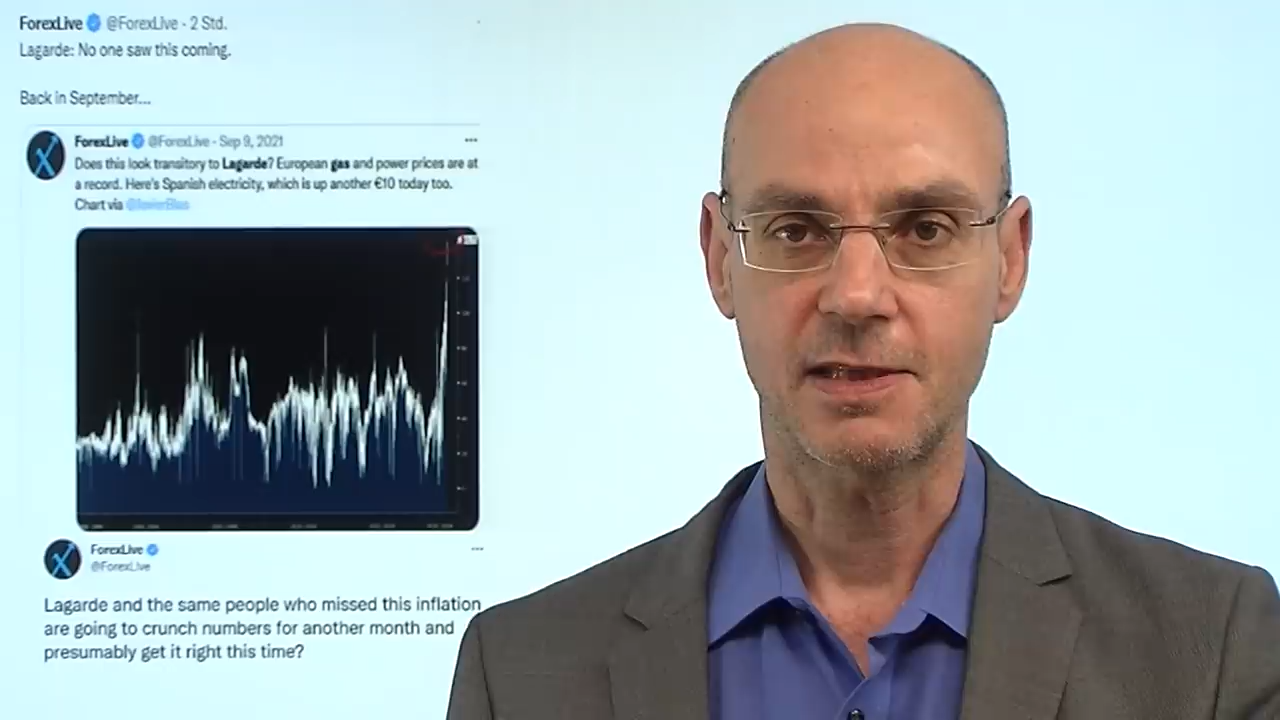 ForexLive @ForexLive · 2 Std.
Lagarde: No one saw this coming.
Back in September...
ForexLive @ForexLive · Sep 9, 2021
Does this look transitory to Lagarde? European gas and power prices are at
a record. Here's Spanish electricity, which is up another €10 today too.
Chart via @JavierBlas
ForexLive
@ForexLive
Lagarde and the same people who missed this inflation
are going to crunch numbers for another month and
presumably get it right this time?